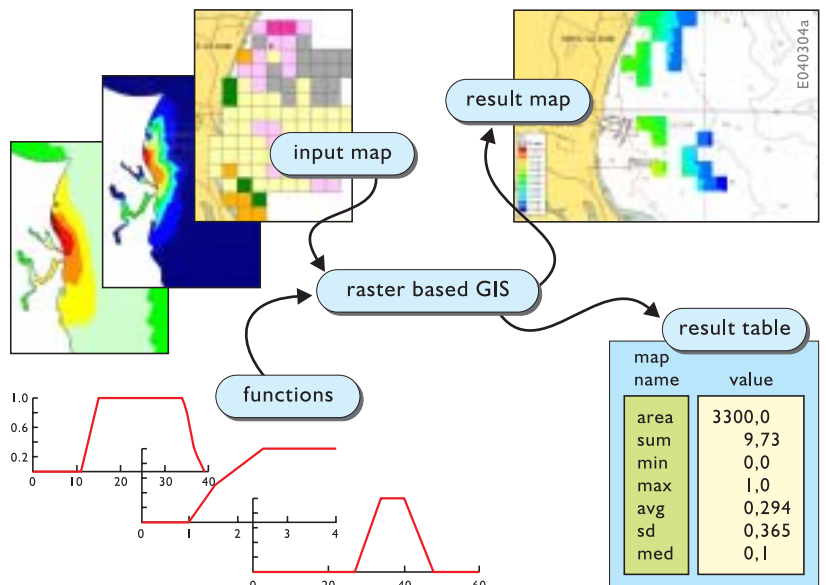 E040304a
result map
input map
raster based GIS
result table
functions
map
name value
area 3300,0
sum 9,73
min 0,0
max 1,0
avg 0,294
sd 0,365
med 0,1
1.0
0.6
0.2
0 10 20 30 40
0 1 2 3 4
0 20 40 60